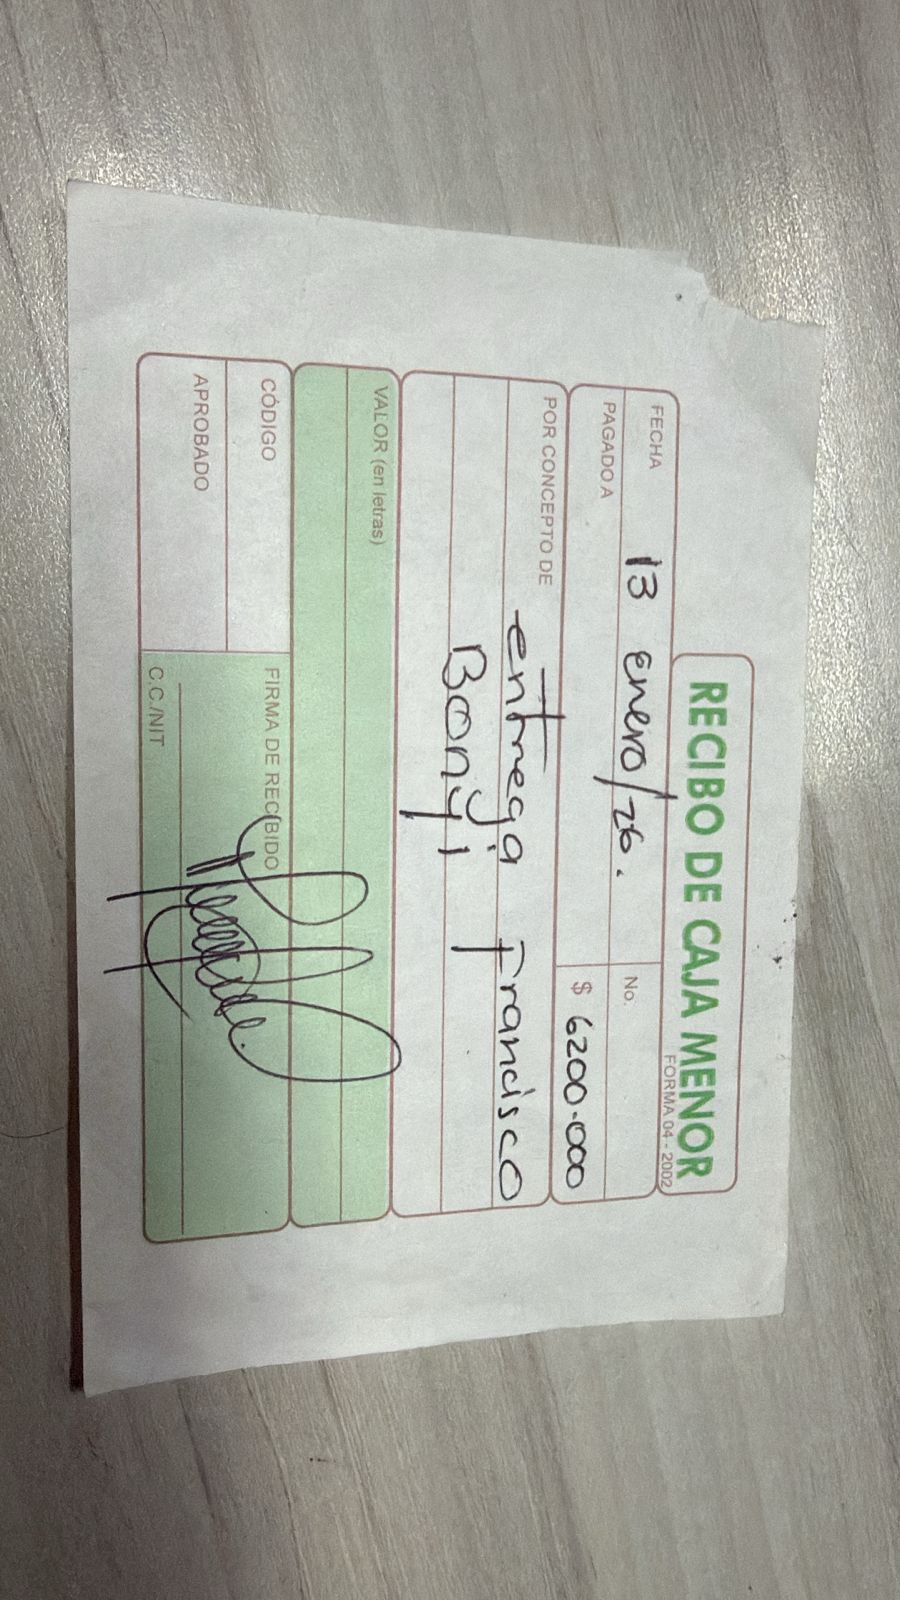 RECIBO DE CAJA MENOR
FORMA 04 - 2002
FECHA 13 enero/26.
No.
PAGADO A
$ 6200.000
POR CONCEPTO DE
entrega Francisco
Bonyi
VALOR (en letras)
CÓDIGO
FIRMA DE RECIBIDO
APROBADO
C.C./NIT